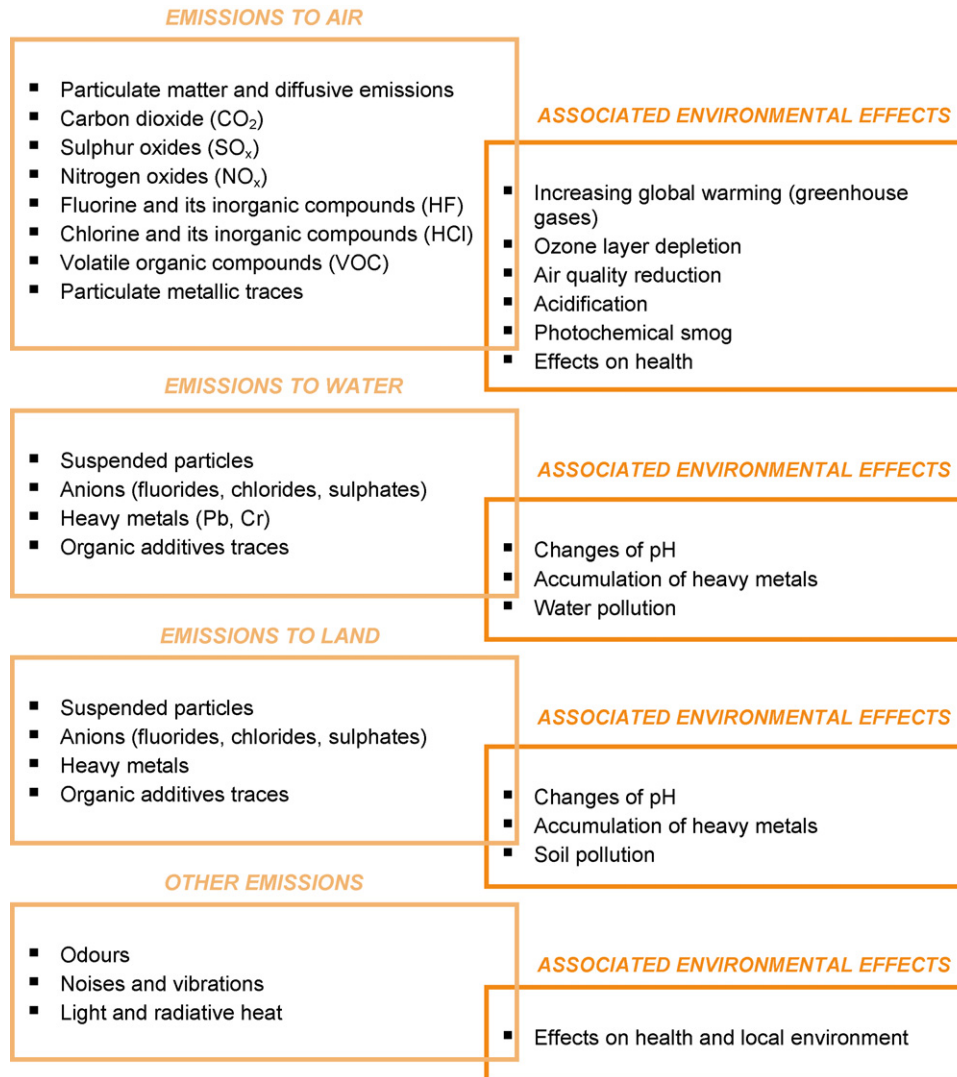 EMISSIONS TO AIR
▪ Particulate matter and diffusive emissions
▪ Carbon dioxide (CO₂)
▪ Sulphur oxides (SOₓ)
▪ Nitrogen oxides (NOₓ)
▪ Fluorine and its inorganic compounds (HF)
▪ Chlorine and its inorganic compounds (HCl)
▪ Volatile organic compounds (VOC)
▪ Particulate metallic traces
ASSOCIATED ENVIRONMENTAL EFFECTS
▪ Increasing global warming (greenhouse
gases)
▪ Ozone layer depletion
▪ Air quality reduction
▪ Acidification
▪ Photochemical smog
▪ Effects on health
EMISSIONS TO WATER
▪ Suspended particles
▪ Anions (fluorides, chlorides, sulphates)
▪ Heavy metals (Pb, Cr)
▪ Organic additives traces
ASSOCIATED ENVIRONMENTAL EFFECTS
▪ Changes of pH
▪ Accumulation of heavy metals
▪ Water pollution
EMISSIONS TO LAND
▪ Suspended particles
▪ Anions (fluorides, chlorides, sulphates)
▪ Heavy metals
▪ Organic additives traces
ASSOCIATED ENVIRONMENTAL EFFECTS
▪ Changes of pH
▪ Accumulation of heavy metals
▪ Soil pollution
OTHER EMISSIONS
▪ Odours
▪ Noises and vibrations
▪ Light and radiative heat
ASSOCIATED ENVIRONMENTAL EFFECTS
▪ Effects on health and local environment